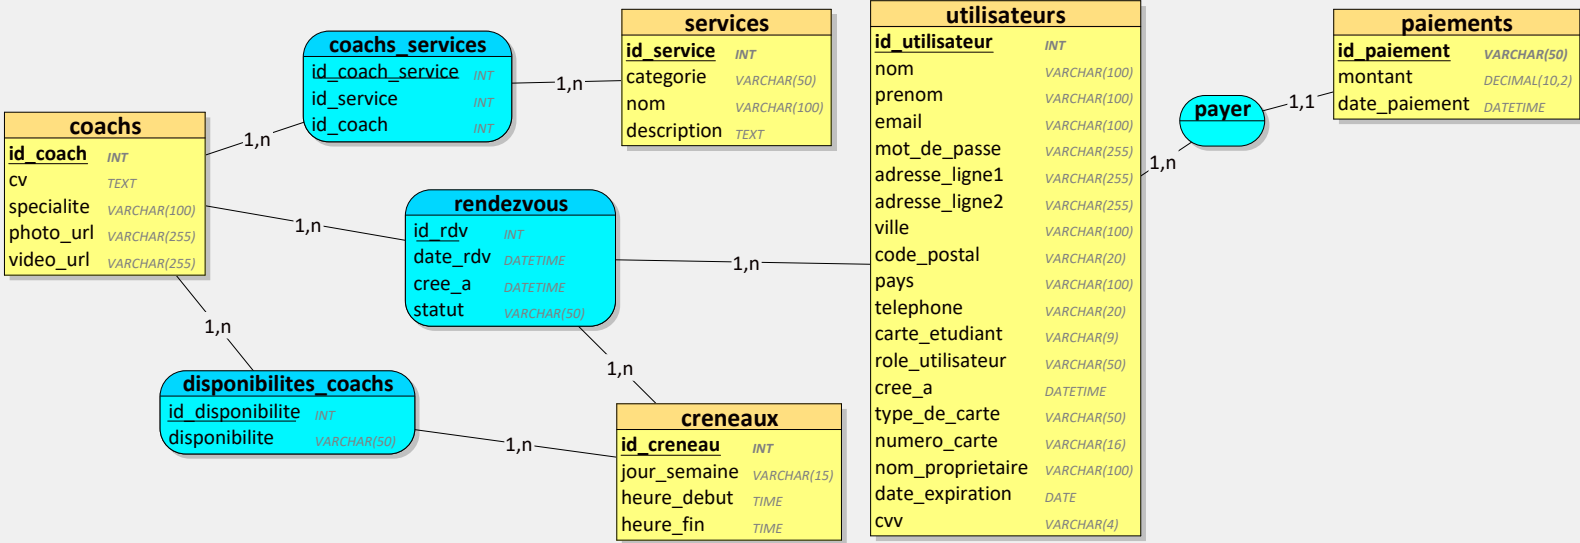 coachs
id_coach INT
cv TEXT
specialite VARCHAR(100)
photo_url VARCHAR(255)
video_url VARCHAR(255)
1,n
1,n
1,n
coachs_services
id_coach_service INT
id_service INT
id_coach INT
1,n
services
id_service INT
categorie VARCHAR(50)
nom VARCHAR(100)
description TEXT
rendezvous
id_rdv INT
date_rdv DATETIME
cree_a DATETIME
statut VARCHAR(50)
1,n
1,n
disponibilites_coachs
id_disponibilite INT
disponibilite VARCHAR(50)
1,n
creneaux
id_creneau INT
jour_semaine VARCHAR(15)
heure_debut TIME
heure_fin TIME
utilisateurs
id_utilisateur INT
nom VARCHAR(100)
prenom VARCHAR(100)
email VARCHAR(100)
mot_de_passe VARCHAR(255)
adresse_ligne1 VARCHAR(255)
adresse_ligne2 VARCHAR(255)
ville VARCHAR(100)
code_postal VARCHAR(20)
pays VARCHAR(100)
telephone VARCHAR(20)
carte_etudiant VARCHAR(9)
role_utilisateur VARCHAR(50)
cree_a DATETIME
type_de_carte VARCHAR(50)
numero_carte VARCHAR(16)
nom_proprietaire VARCHAR(100)
date_expiration DATE
cvv VARCHAR(4)
1,n
payer
1,1
paiements
id_paiement VARCHAR(50)
montant DECIMAL(10,2)
date_paiement DATETIME